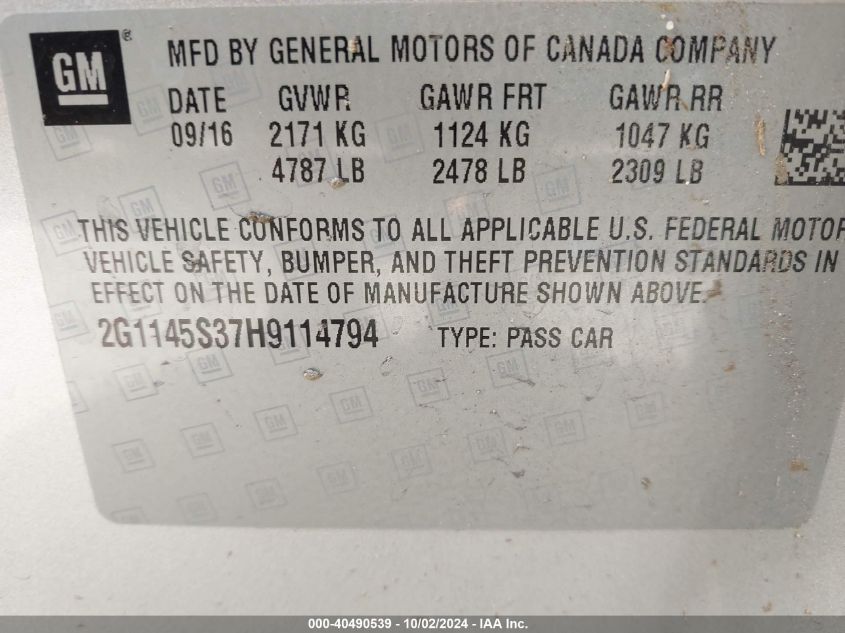 GM ® MFD BY GENERAL MOTORS OF CANADA COMPANY
DATE GVWR GAWR FRT GAWR RR
09/16 2171 KG 1124 KG 1047 KG
4787 LB 2478 LB 2309 LB
THIS VEHICLE CONFORMS TO ALL APPLICABLE U.S. FEDERAL MOTOR
VEHICLE SAFETY, BUMPER, AND THEFT PREVENTION STANDARDS IN
EFFECT ON THE DATE OF MANUFACTURE SHOWN ABOVE.
2G1145S37H9114794 TYPE: PASS CAR
000-40490539 - 10/02/2024 - IAA Inc.